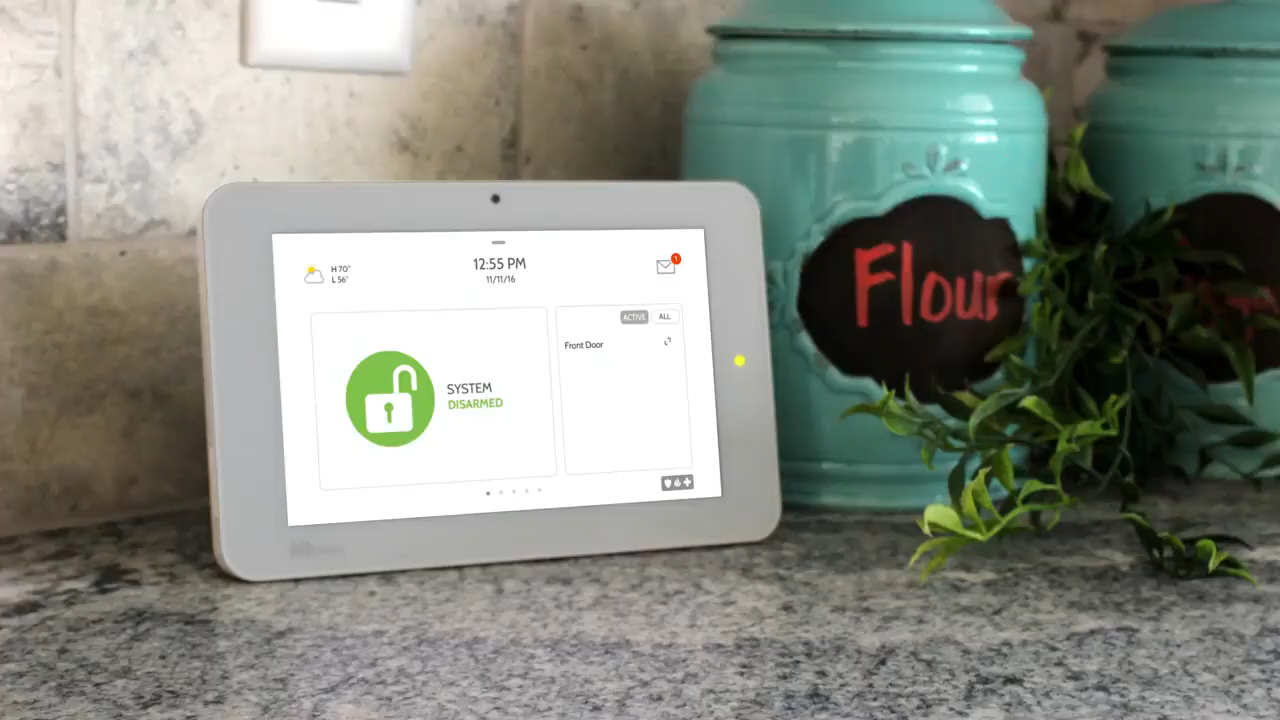 H 70°
L 56°
12:55 PM
11/11/16
1
ACTIVE ALL
Front Door
SYSTEM
DISARMED
Flour